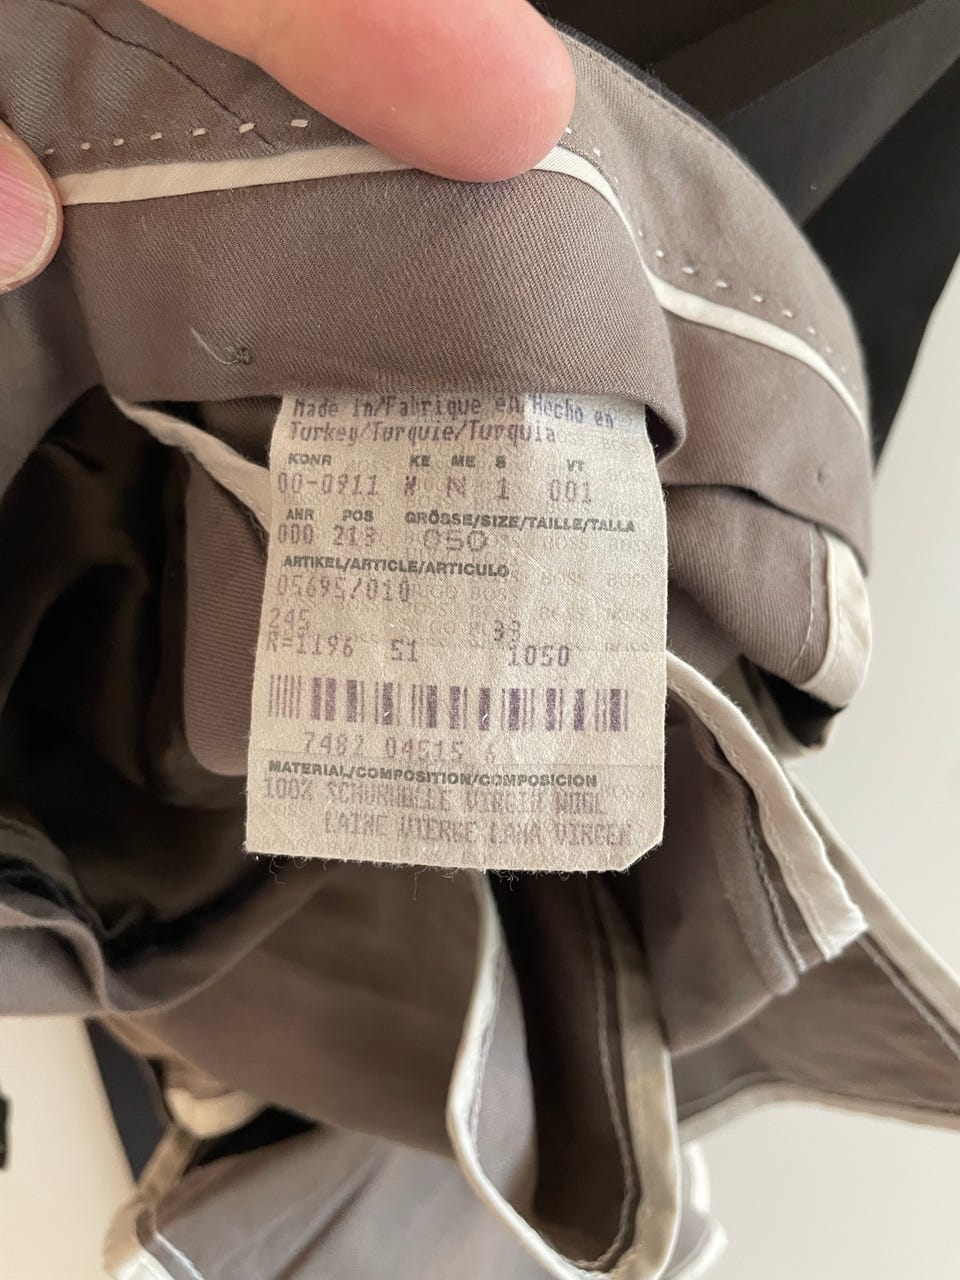 Made in/Fabrique en/Hecho en
Turkey/Turquie/Turquia
KONR KE ME S VT
00-0911 W N 1 001
ANR POS GRÖSSE/SIZE/TAILLE/TALLA
000 213 050
ARTIKEL/ARTICLE/ARTICULO
05695/010
245 33
R=1196 51 1050
7482 04515 6
MATERIAL/COMPOSITION/COMPOSICION
100% SCHURWOLLE VIRGIN WOOL
LAINE VIERGE LANA VIRGEN